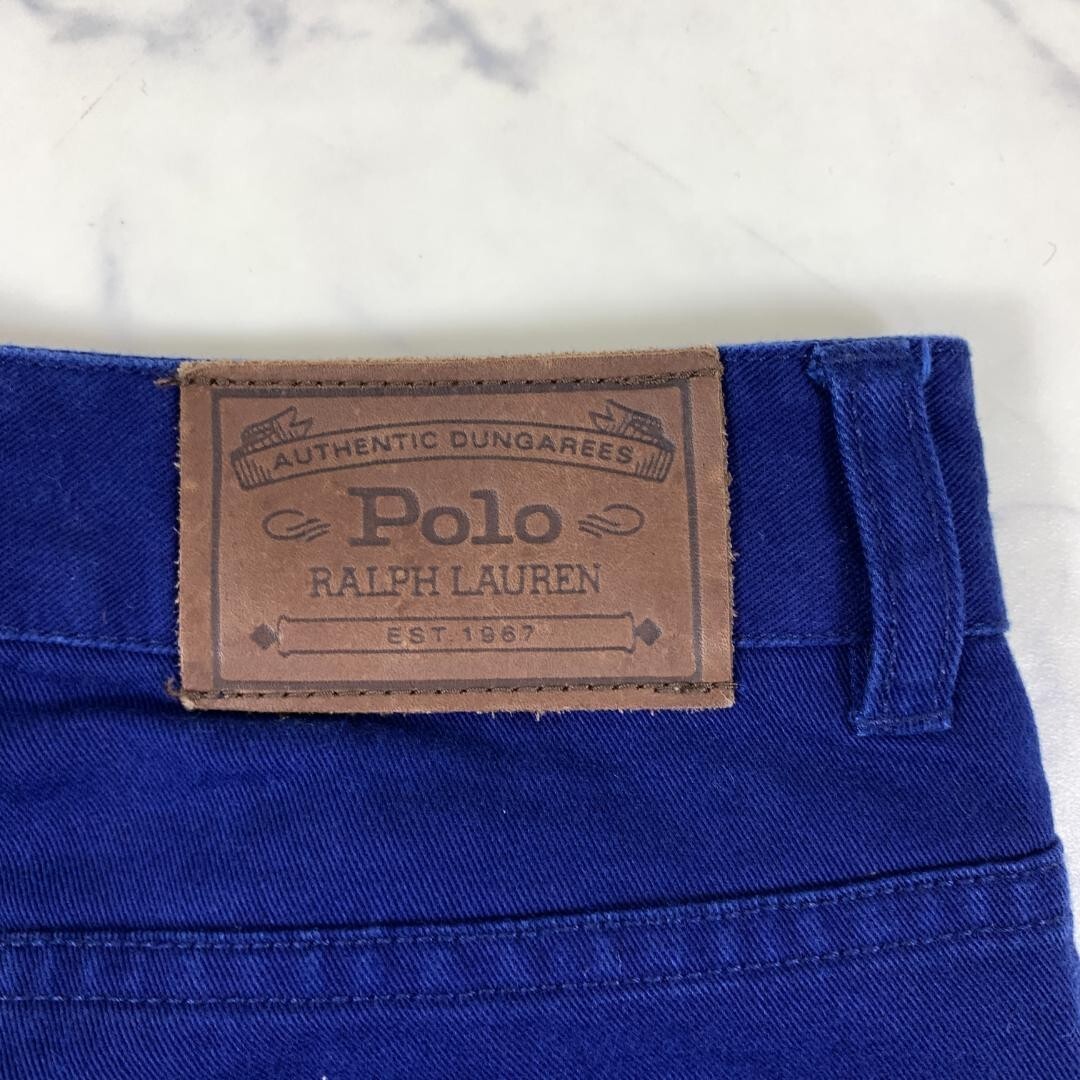 AUTHENTIC DUNGAREES
Polo
RALPH LAUREN
EST. 1967